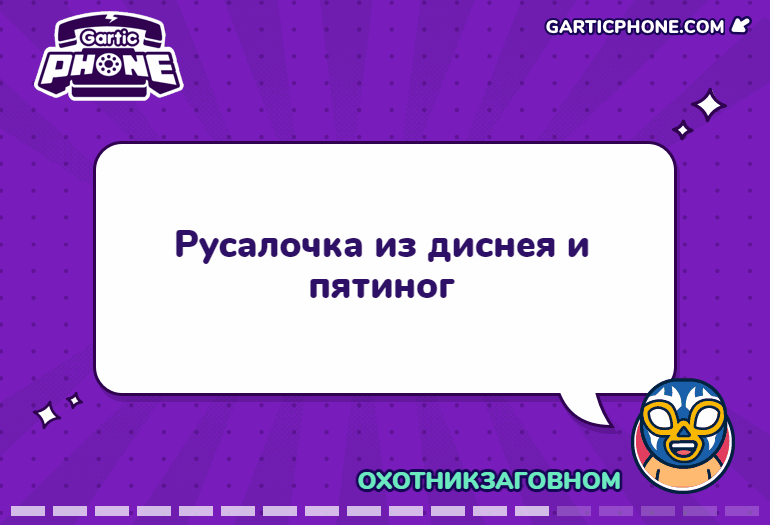 Gartic
PHONE
GARTICPHONE.COM
Русалочка из диснея и
пятиног
ОХОТНИКЗАГОВНОМ